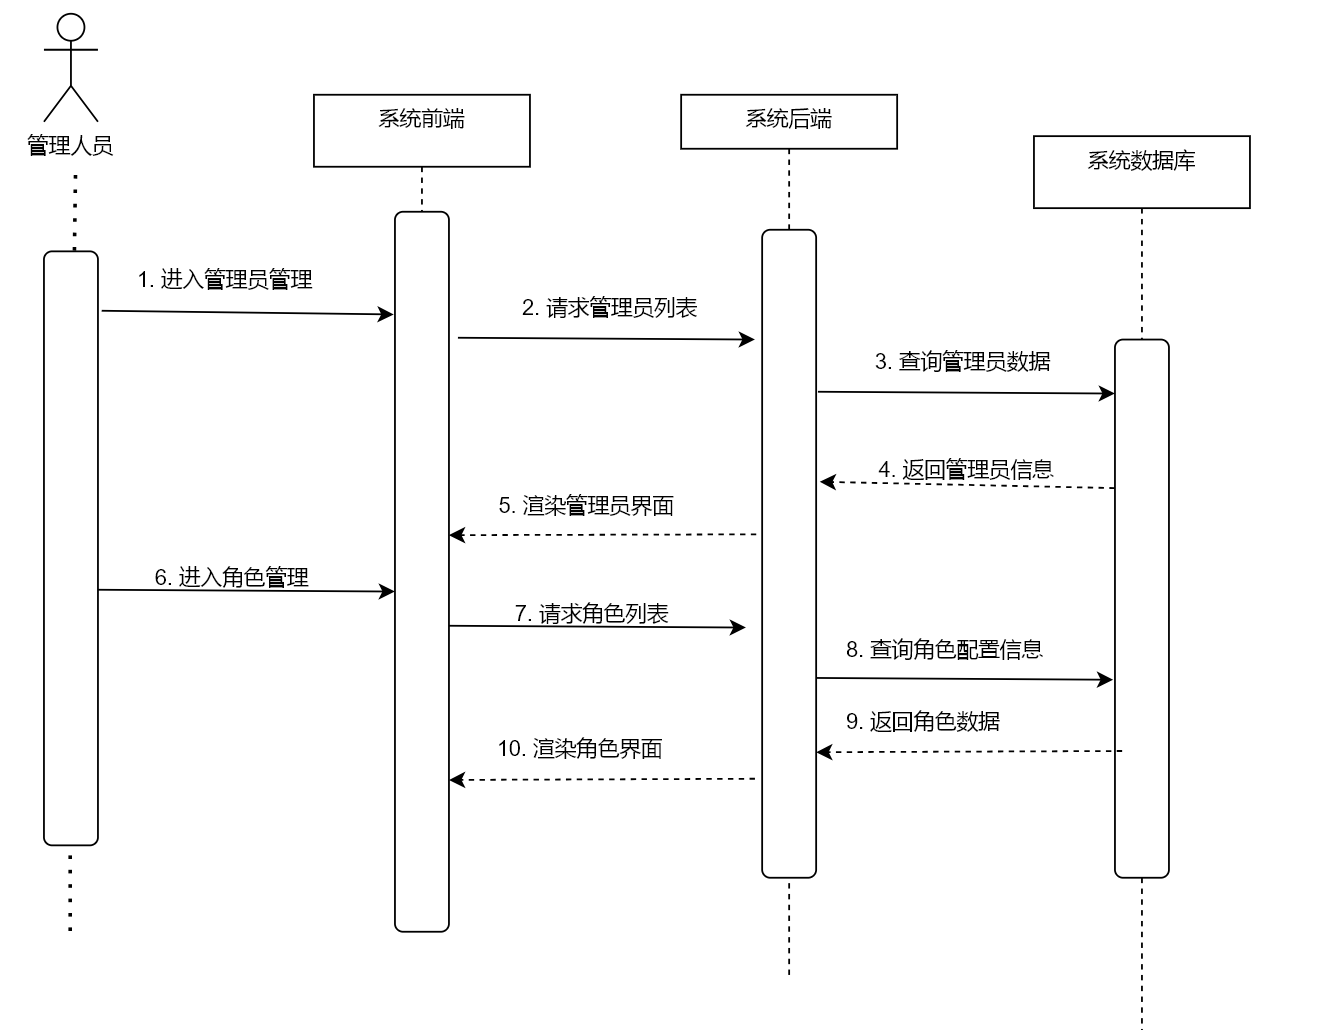 管理人员
系统前端
系统后端
系统数据库
1. 进入管理员管理
2. 请求管理员列表
3. 查询管理员数据
4. 返回管理员信息
5. 渲染管理员界面
6. 进入角色管理
7. 请求角色列表
8. 查询角色配置信息
9. 返回角色数据
10. 渲染角色界面